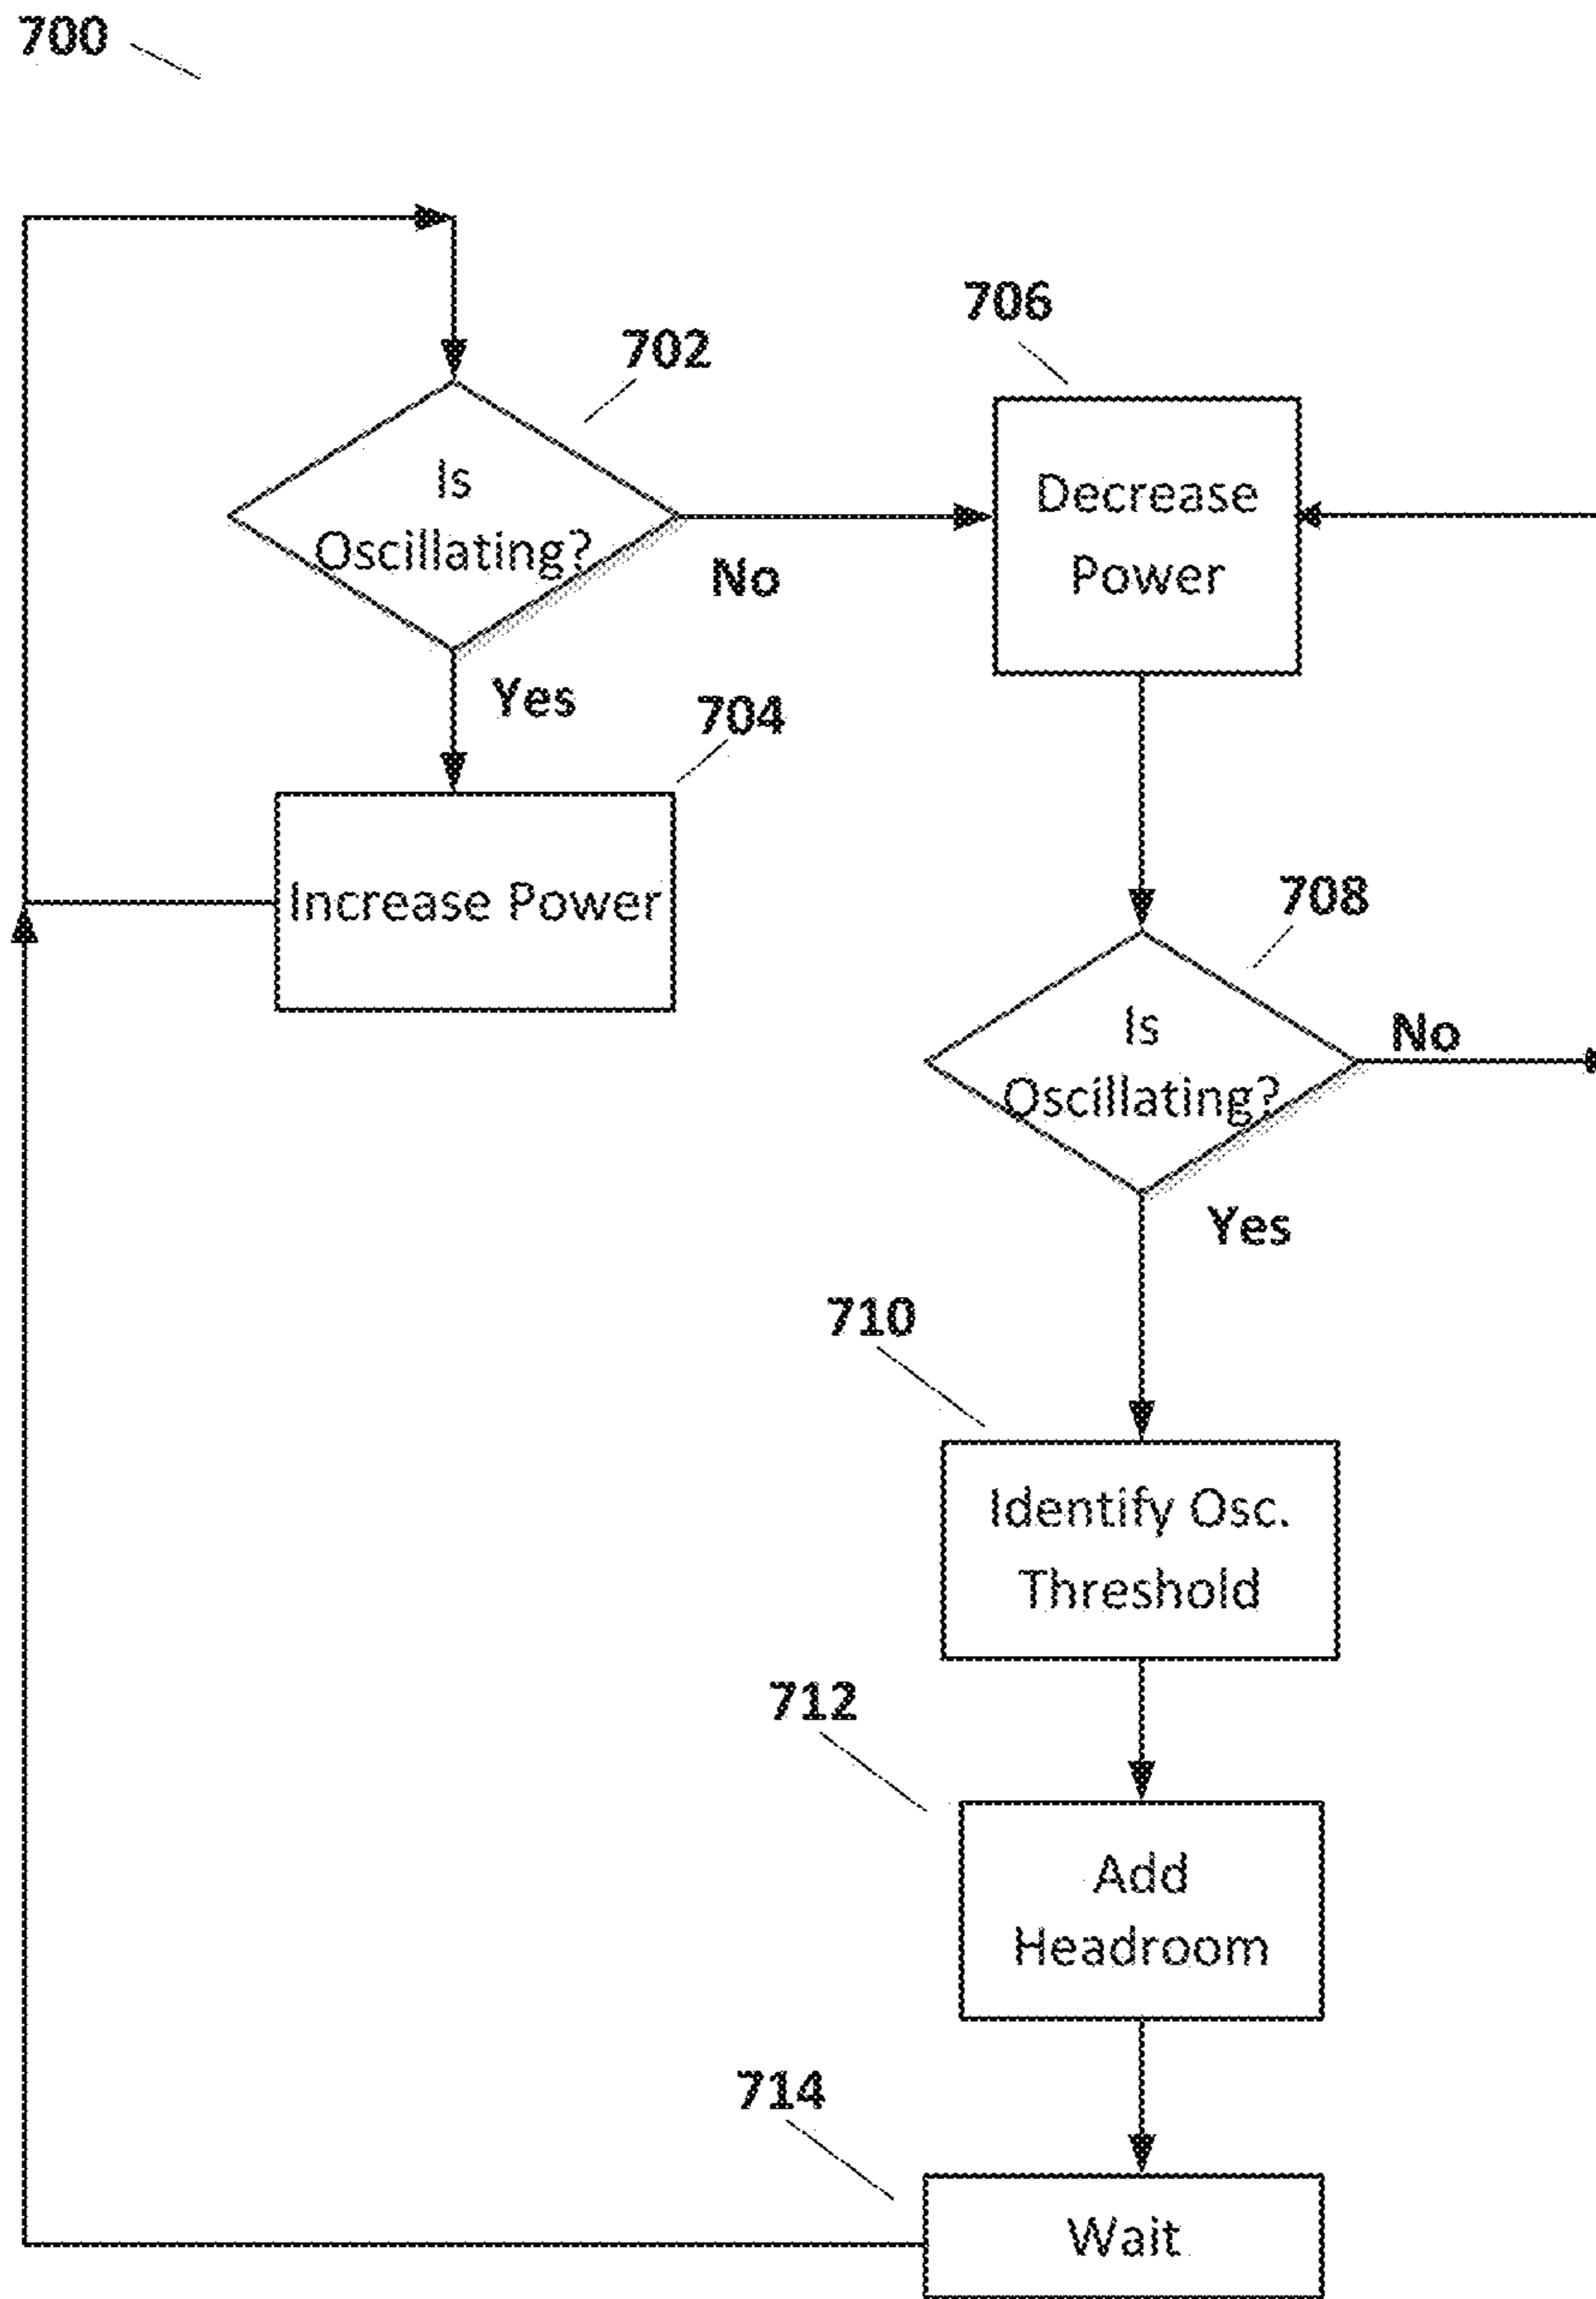 700
702
706
Is
Oscillating?
Decrease
Power
No
Yes
704
Increase Power
708
Is
Oscillating?
No
Yes
710
Identify Osc.
Threshold
712
Add
Headroom
714
Wait